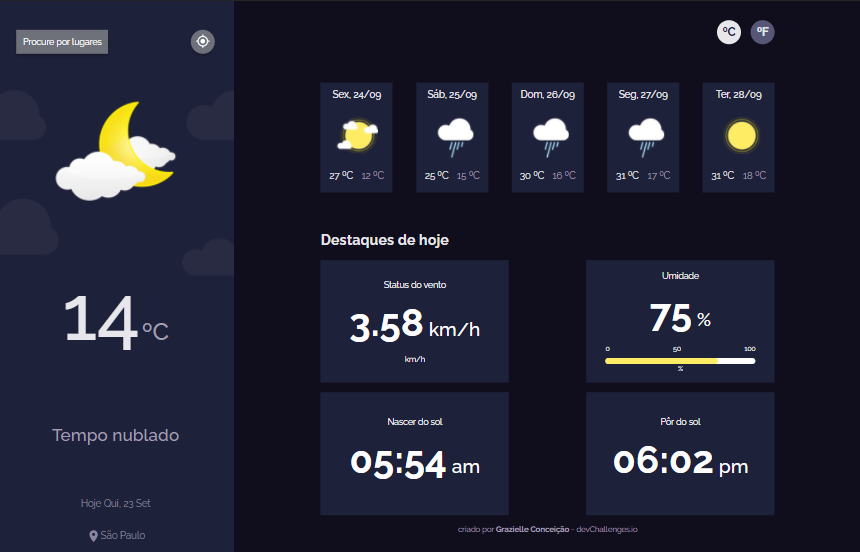 Procure por lugares
14 ºC
Tempo nublado
Hoje Qui, 23 Set
São Paulo
ºC ºF
Sex, 24/09
27 ºC 12 ºC
Sáb, 25/09
25 ºC 15 ºC
Dom, 26/09
30 ºC 16 ºC
Seg, 27/09
31 ºC 17 ºC
Ter, 28/09
31 ºC 18 ºC
Destaques de hoje
Status do vento
3.58 km/h
km/h
Umidade
75 %
0 50 100
%
Nascer do sol
05:54 am
Pôr do sol
06:02 pm
criado por Grazielle Conceição - devChallenges.io